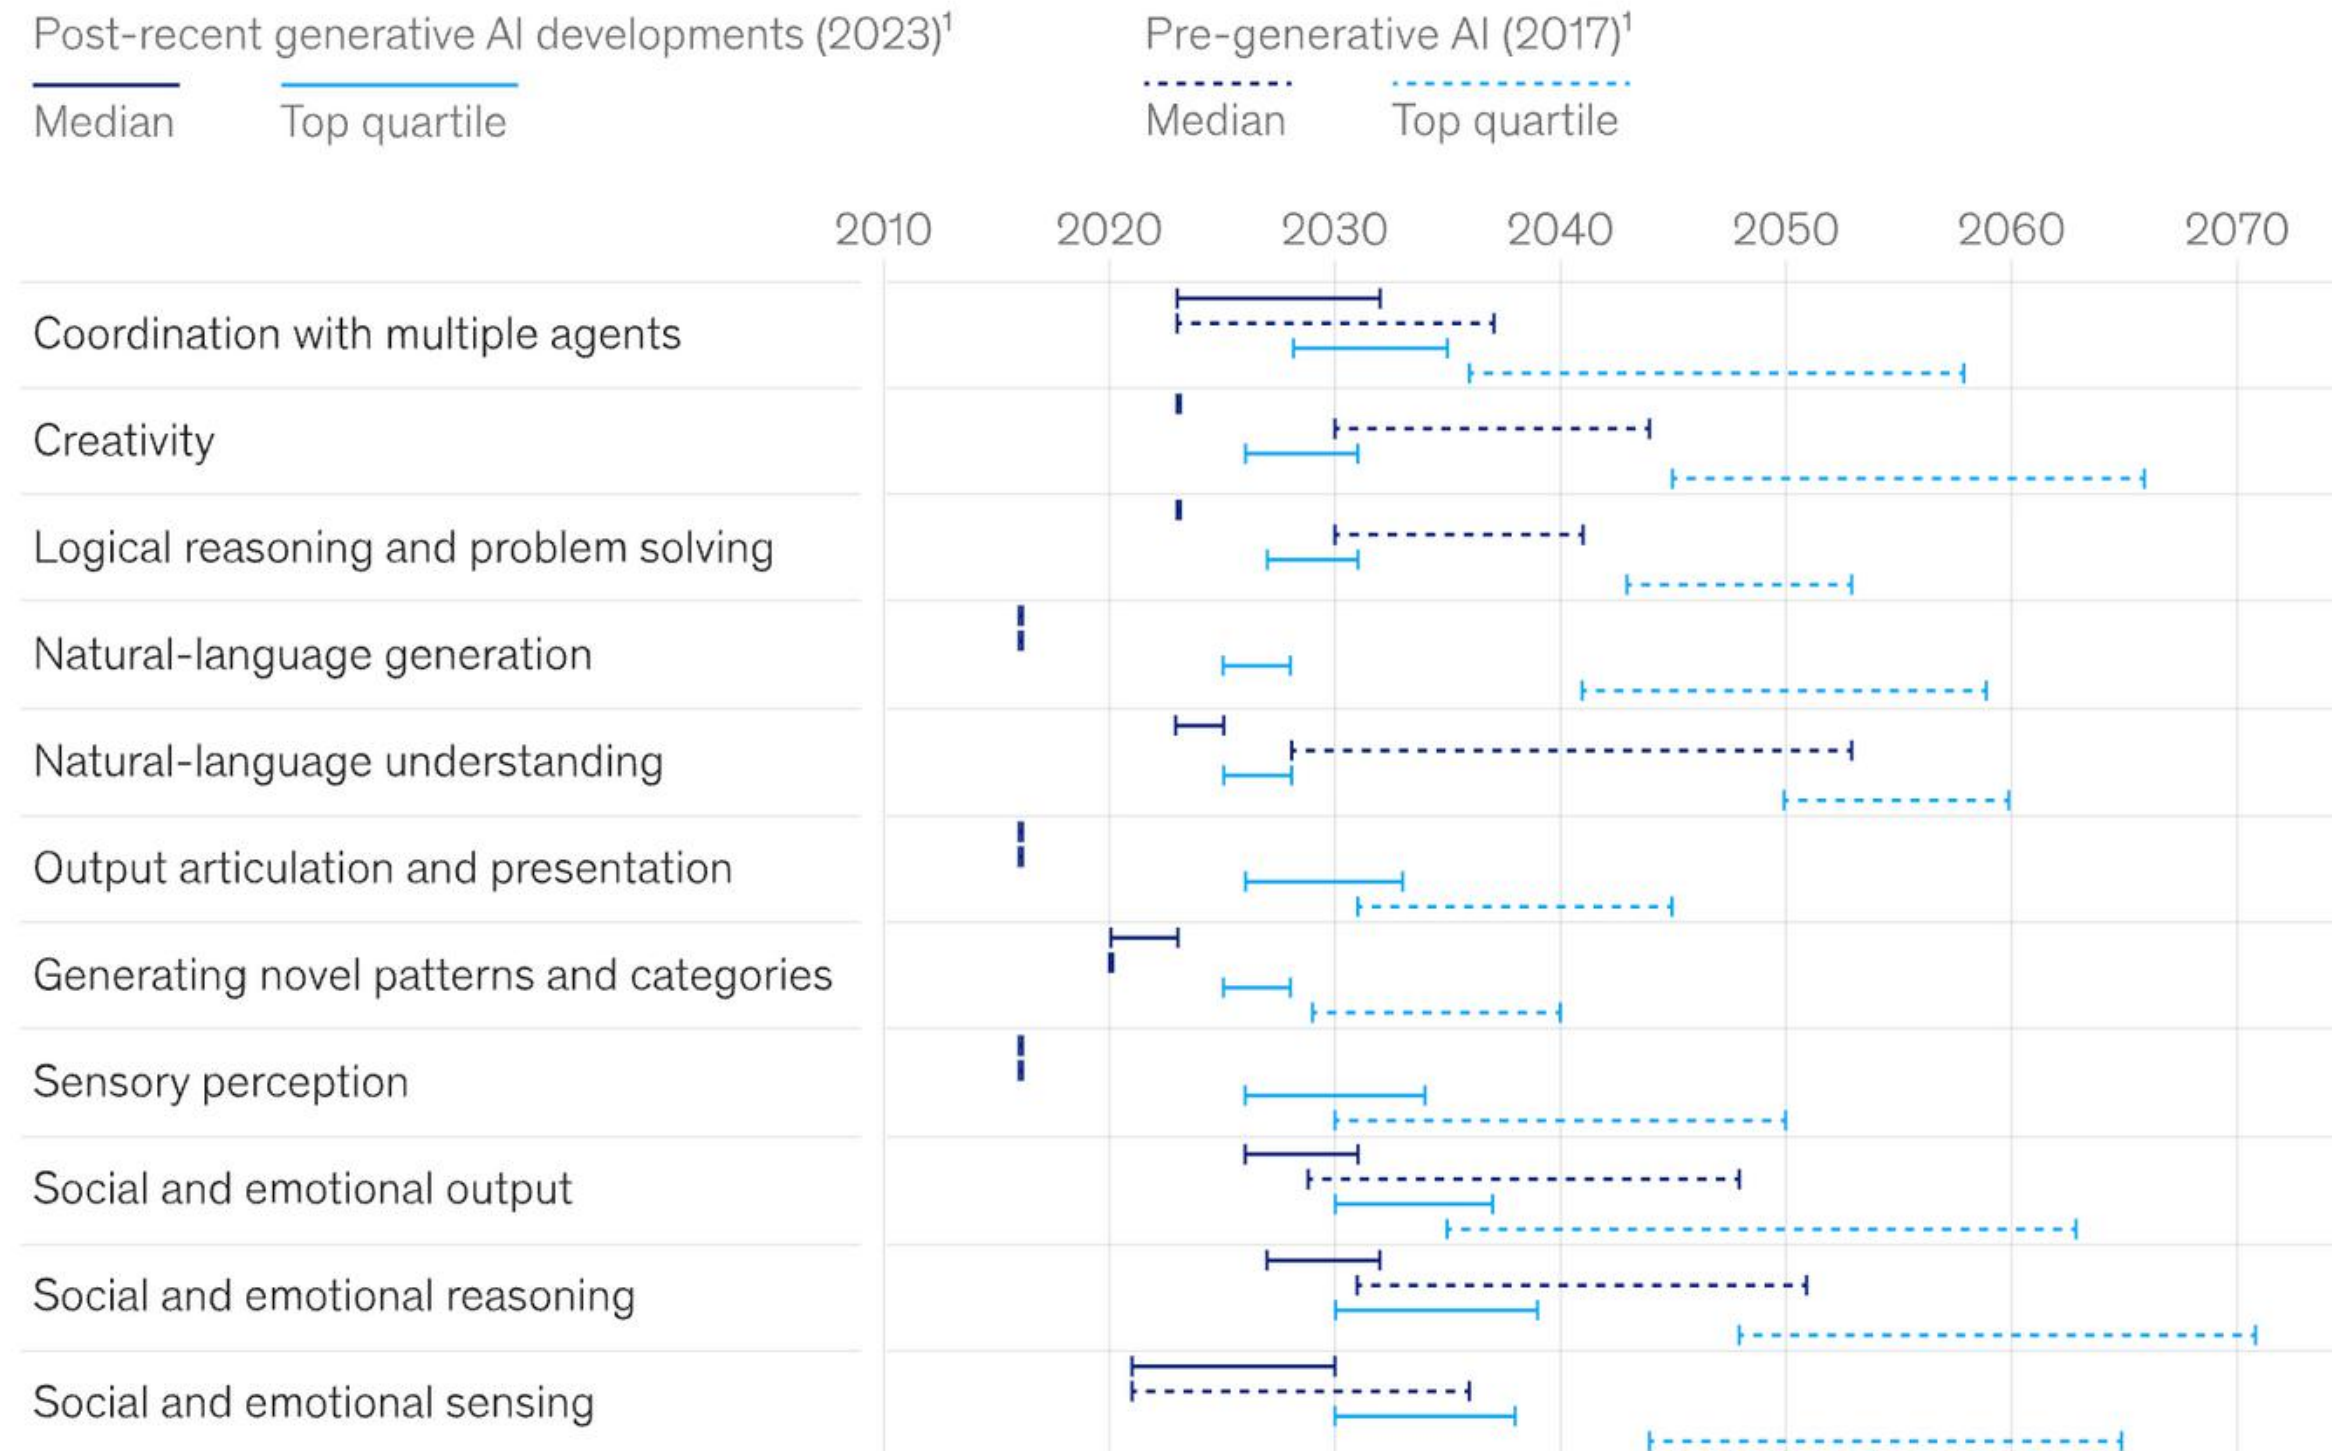 Post-recent generative AI developments (2023)¹
Pre-generative AI (2017)¹
Median
Top quartile
Median
Top quartile
2010 2020 2030 2040 2050 2060 2070
Coordination with multiple agents
Creativity
Logical reasoning and problem solving
Natural-language generation
Natural-language understanding
Output articulation and presentation
Generating novel patterns and categories
Sensory perception
Social and emotional output
Social and emotional reasoning
Social and emotional sensing